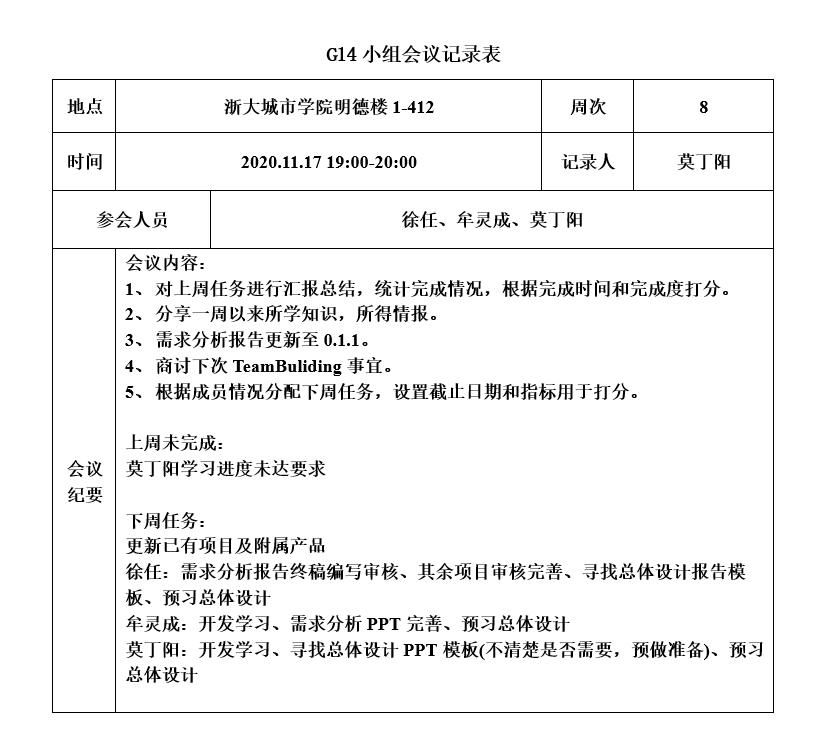 G14 小组会议记录表
地点 浙大城市学院明德楼 1-412 周次 8
时间 2020.11.17 19:00-20:00 记录人 莫丁阳
参会人员 徐任、牟灵成、莫丁阳
会议内容：
1、 对上周任务进行汇报总结，统计完成情况，根据完成时间和完成度打分。
2、 分享一周以来所学知识，所得情报。
3、 需求分析报告更新至 0.1.1。
4、 商讨下次 TeamBuliding 事宜。
5、 根据成员情况分配下周任务，设置截止日期和指标用于打分。
上周未完成：
会议 莫丁阳学习进度未达要求
纪要
下周任务：
更新已有项目及附属产品
徐任：需求分析报告终稿编写审核、其余项目审核完善、寻找总体设计报告模
板、预习总体设计
牟灵成：开发学习、需求分析 PPT 完善、预习总体设计
莫丁阳：开发学习、寻找总体设计 PPT 模板(不清楚是否需要，预做准备)、预习
总体设计